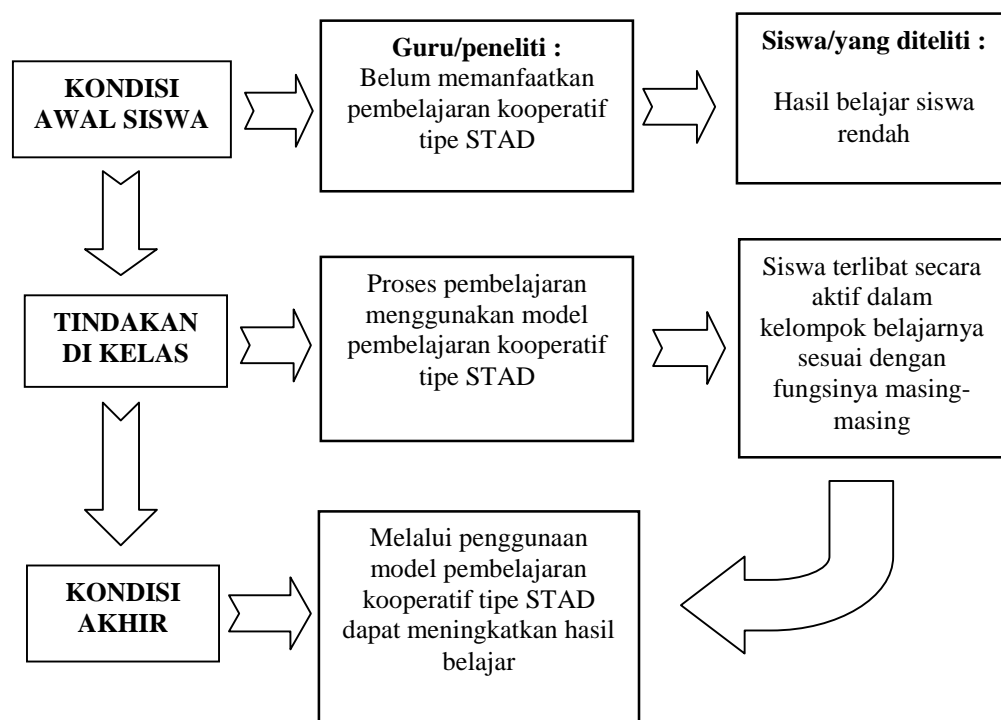 KONDISI
AWAL SISWA
Guru/peneliti :
Belum memanfaatkan
pembelajaran kooperatif
tipe STAD
Siswa/yang diteliti :
Hasil belajar siswa
rendah
TINDAKAN
DI KELAS
Proses pembelajaran
menggunakan model
pembelajaran kooperatif
tipe STAD
Siswa terlibat secara
aktif dalam
kelompok belajarnya
sesuai dengan
fungsinya masing-
masing
KONDISI
AKHIR
Melalui penggunaan
model pembelajaran
kooperatif tipe STAD
dapat meningkatkan hasil
belajar